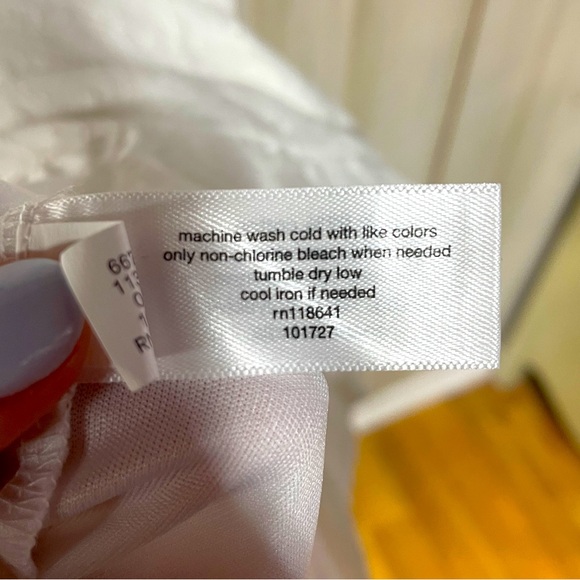 machine wash cold with like colors
only non-chlorine bleach when needed
tumble dry low
cool iron if needed
rn118641
101727